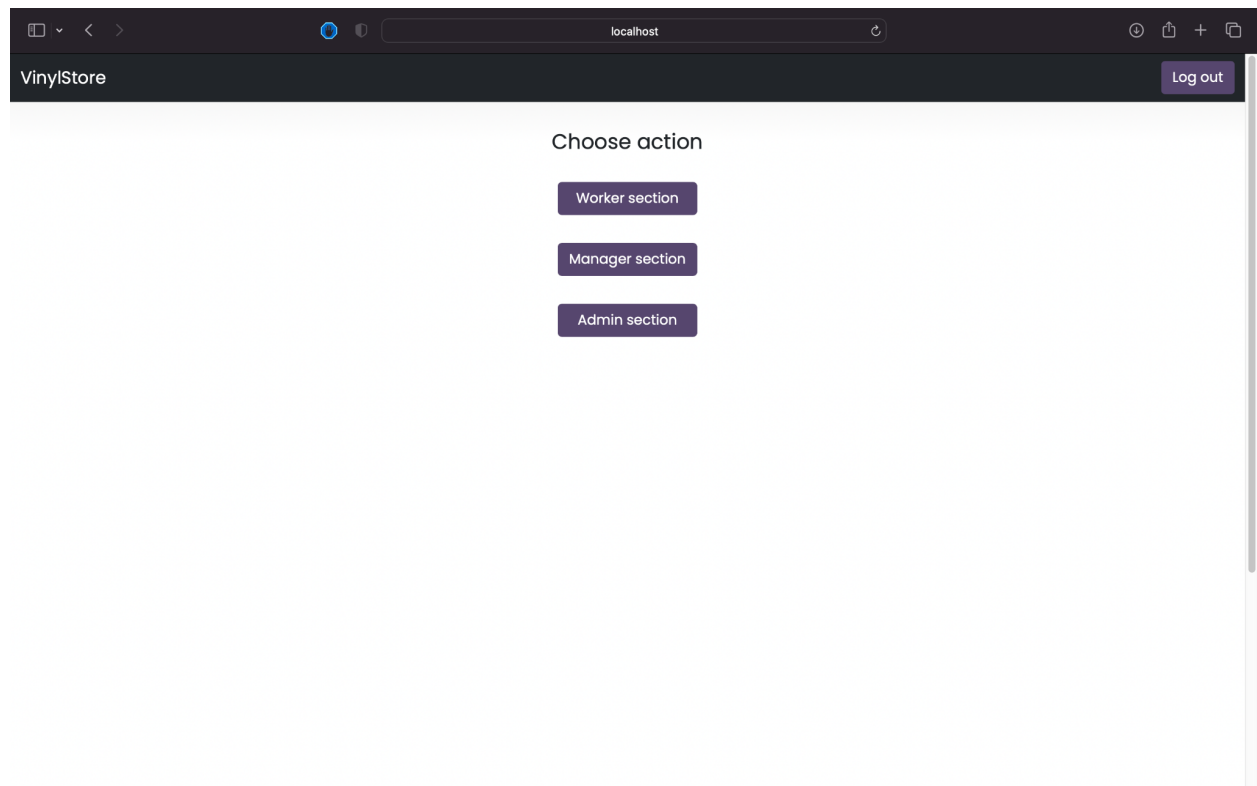 localhost
VinylStore
Log out
Choose action
Worker section
Manager section
Admin section